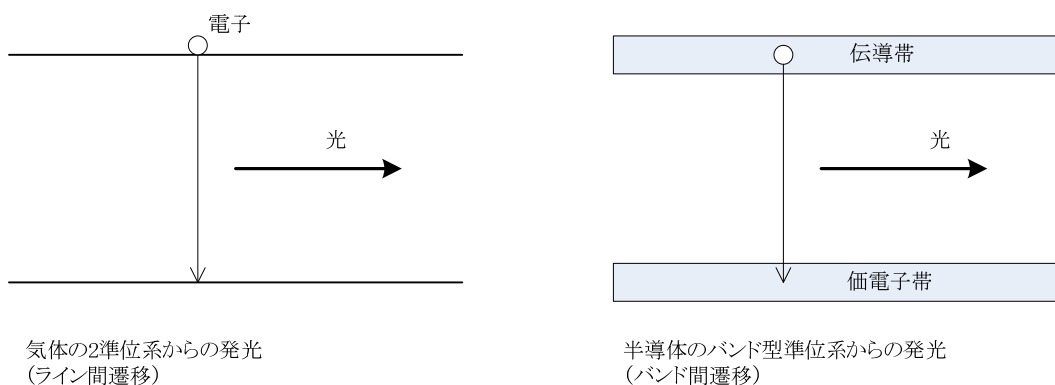 電子
光
気体の2準位系からの発光
（ライン間遷移）
伝導帯
光
価電子帯
半導体のバンド型準位系からの発光
（バンド間遷移）